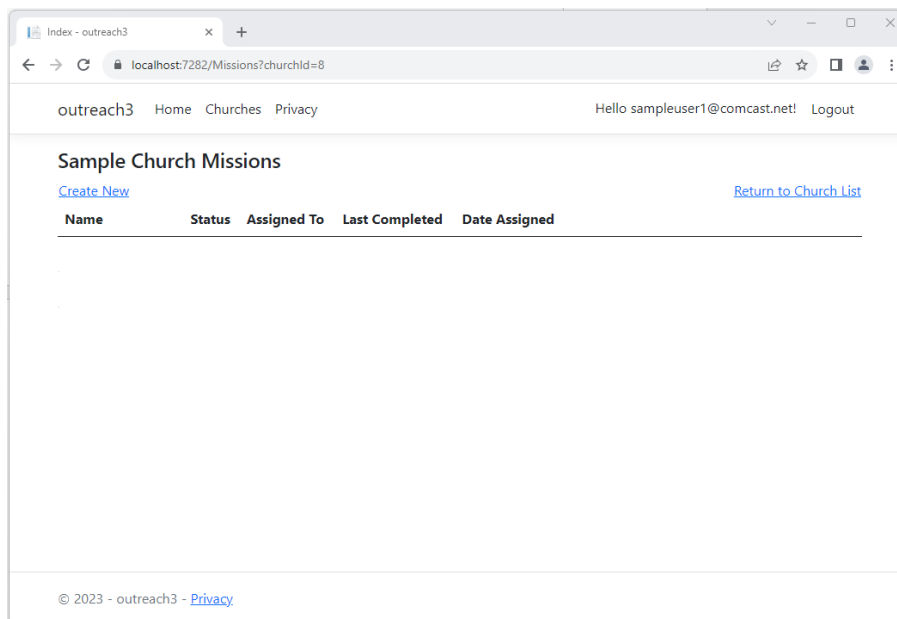 Index - outreach3
localhost:7282/Missions?churchId=8
outreach3 Home Churches Privacy Hello sampleuser1@comcast.net! Logout
Sample Church Missions
Create New Return to Church List
Name Status Assigned To Last Completed Date Assigned
© 2023 - outreach3 - Privacy